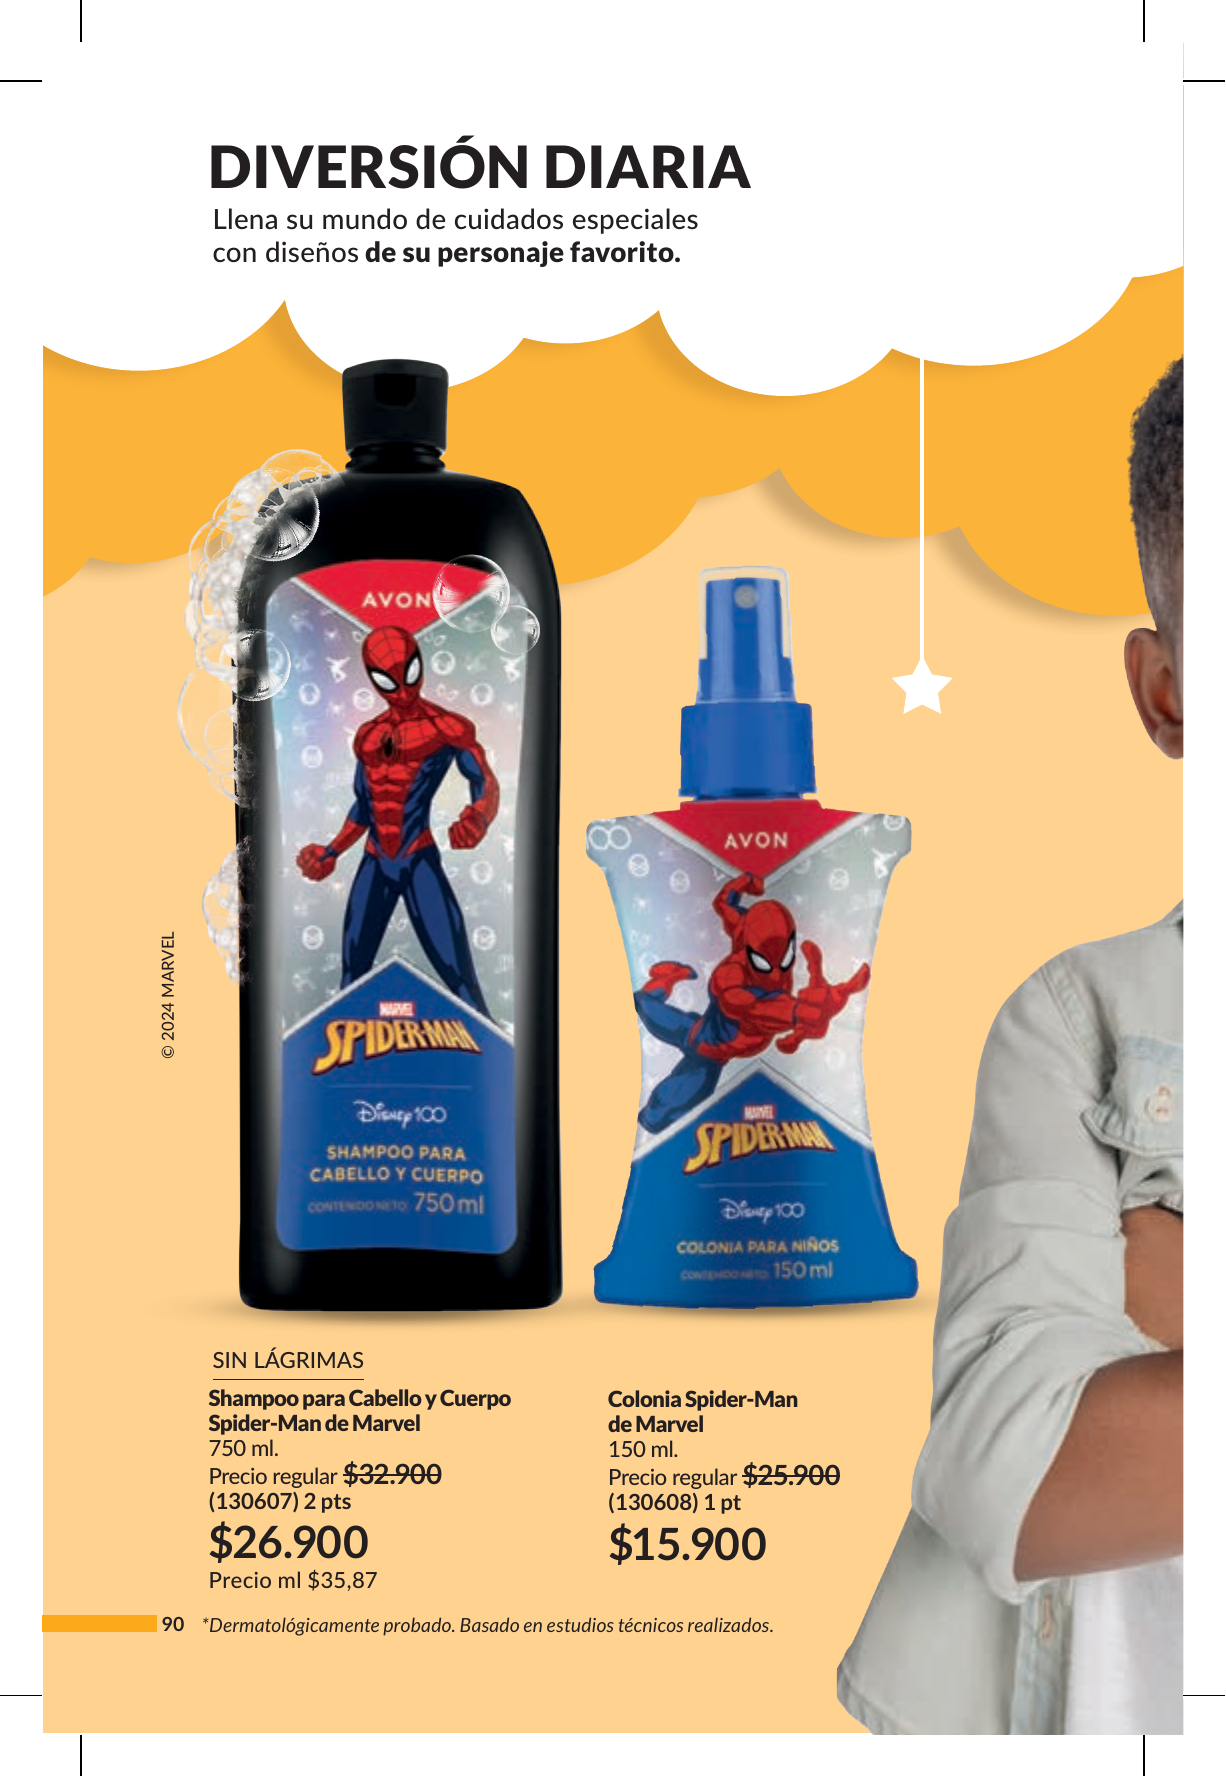 DIVERSIÓN DIARIA
Llena su mundo de cuidados especiales
con diseños de su personaje favorito.
AVON
MARVEL
SPIDER-MAN
Disney100
SHAMPOO PARA
CABELLO Y CUERPO
CONTENIDO NETO: 750 ml
AVON
MARVEL
SPIDER-MAN
Disney100
COLONIA PARA NIÑOS
CONTENIDO NETO: 150 ml
© 2024 MARVEL
SIN LÁGRIMAS
Shampoo para Cabello y Cuerpo
Spider-Man de Marvel
750 ml.
Precio regular $32.900
(130607) 2 pts
$26.900
Precio ml $35,87
Colonia Spider-Man
de Marvel
150 ml.
Precio regular $25.900
(130608) 1 pt
$15.900
90 *Dermatológicamente probado. Basado en estudios técnicos realizados.